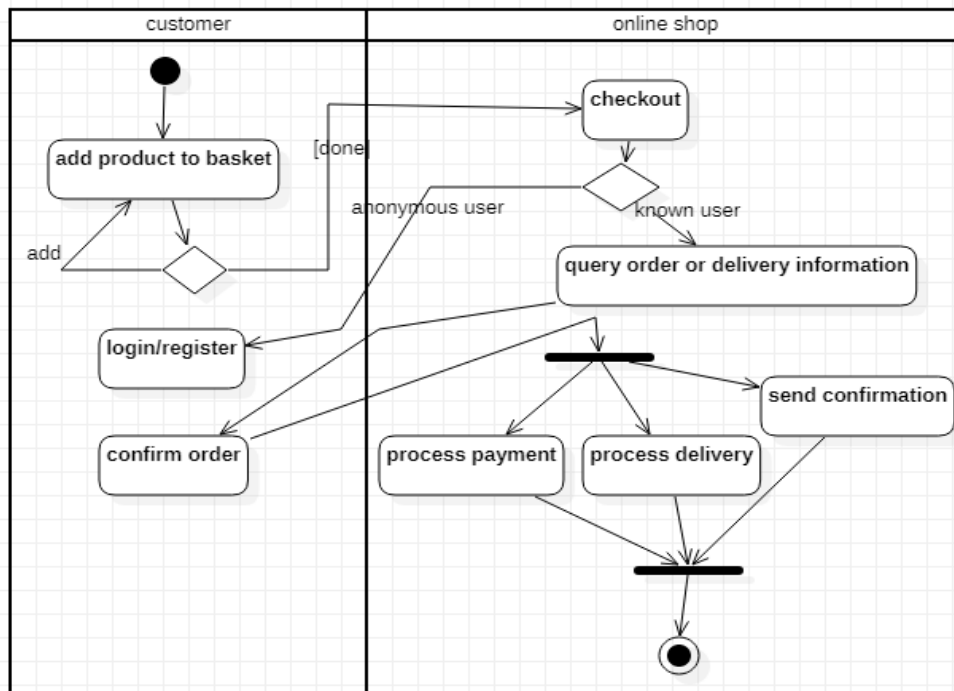 customer
online shop
checkout
[done]
add product to basket
anonymous user
known user
add
query order or delivery information
login/register
send confirmation
confirm order
process payment
process delivery